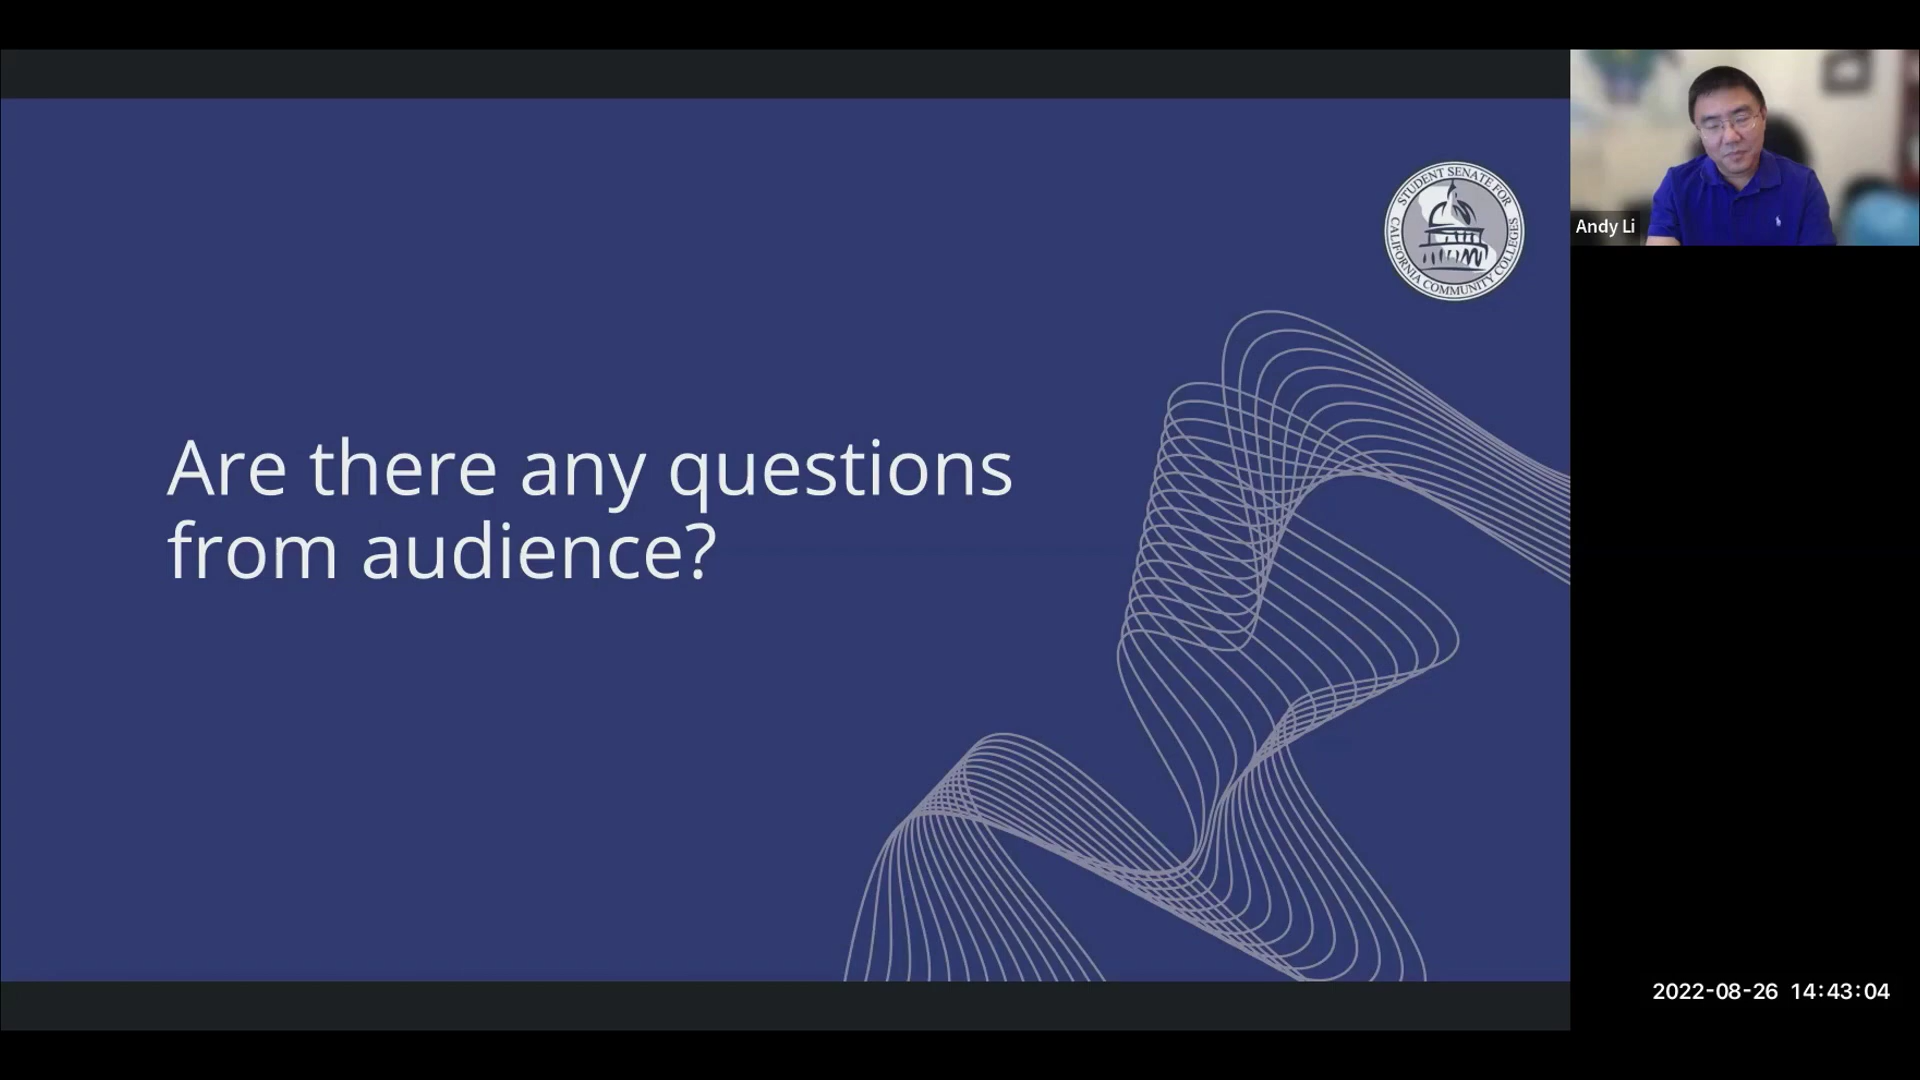 STUDENT SENATE FOR
CALIFORNIA COMMUNITY COLLEGES
Andy Li
Are there any questions
from audience?
2022-08-26 14:43:04